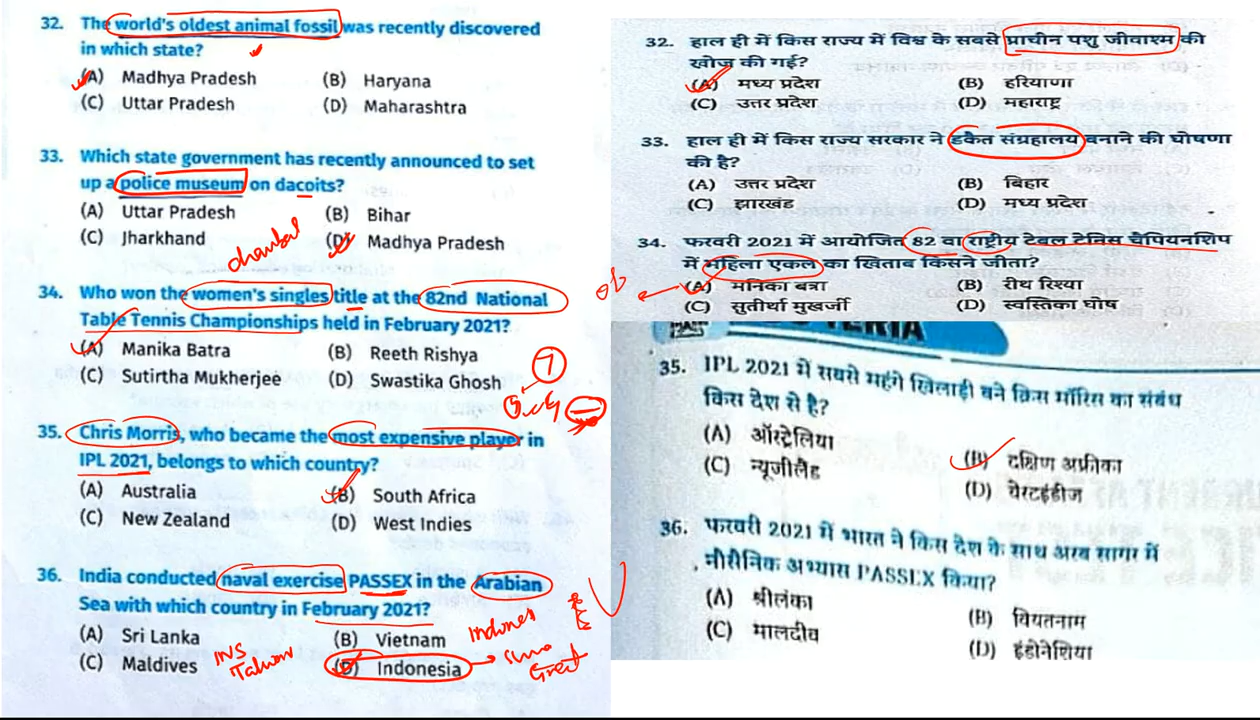 32. The world's oldest animal fossil was recently discovered
in which state?
(A) Madhya Pradesh (B) Haryana
(C) Uttar Pradesh (D) Maharashtra
33. Which state government has recently announced to set
up a police museum on dacoits?
(A) Uttar Pradesh (B) Bihar
(C) Jharkhand (D) Madhya Pradesh
chambal
34. Who won the women's singles title at the 82nd National
Table Tennis Championships held in February 2021?
(A) Manika Batra (B) Reeth Rishya
(C) Sutirtha Mukherjee (D) Swastika Ghosh
7
35. Chris Morris, who became the most expensive player in
IPL 2021, belongs to which country?
(A) Australia (B) South Africa
(C) New Zealand (D) West Indies
36. India conducted naval exercise PASSEX in the Arabian
Sea with which country in February 2021?
(A) Sri Lanka (B) Vietnam
(C) Maldives (D) Indonesia
INS
Talwar
32. हाल ही में किस राज्य में विश्व के सबसे प्राचीन पशु जीवाश्म की
खोज की गई?
(A) मध्य प्रदेश (B) हरियाणा
(C) उत्तर प्रदेश (D) महाराष्ट्र
33. हाल ही में किस राज्य सरकार ने डकैत संग्रहालय बनाने की घोषणा
की है?
(A) उत्तर प्रदेश (B) बिहार
(C) झारखंड (D) मध्य प्रदेश
34. फरवरी 2021 में आयोजित 82 वां राष्ट्रीय टेबल टेनिस चैंपियनशिप
में महिला एकल का खिताब किसने जीता?
(A) मनिका बत्रा (B) रीथ रिश्या
(C) सुतीर्था मुखर्जी (D) स्वस्तिका घोष
35. IPL 2021 में सबसे महंगे खिलाड़ी बने क्रिस मॉरिस का संबंध
किस देश से है?
(A) ऑस्ट्रेलिया
(B) दक्षिण अफ्रीका
(C) न्यूजीलैंड
(D) वेस्टइंडीज
36. फरवरी 2021 में भारत ने किस देश के साथ अरब सागर में
नौसैनिक अभ्यास PASSEX किया?
(A) श्रीलंका
(B) वियतनाम
(C) मालदीव
(D) इंडोनेशिया